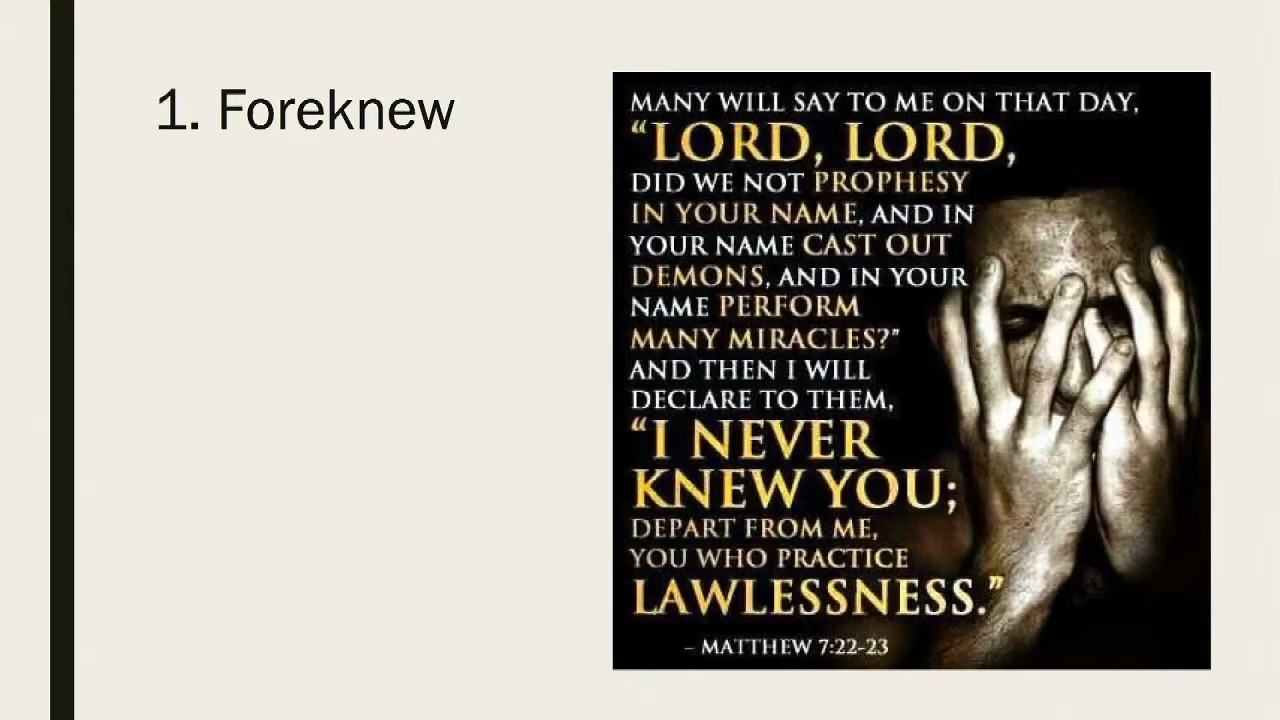 1. Foreknew
MANY WILL SAY TO ME ON THAT DAY,
“LORD, LORD,
DID WE NOT PROPHESY
IN YOUR NAME, AND IN
YOUR NAME CAST OUT
DEMONS, AND IN YOUR
NAME PERFORM
MANY MIRACLES?”
AND THEN I WILL
DECLARE TO THEM,
“I NEVER
KNEW YOU;
DEPART FROM ME,
YOU WHO PRACTICE
LAWLESSNESS.”
– MATTHEW 7:22-23